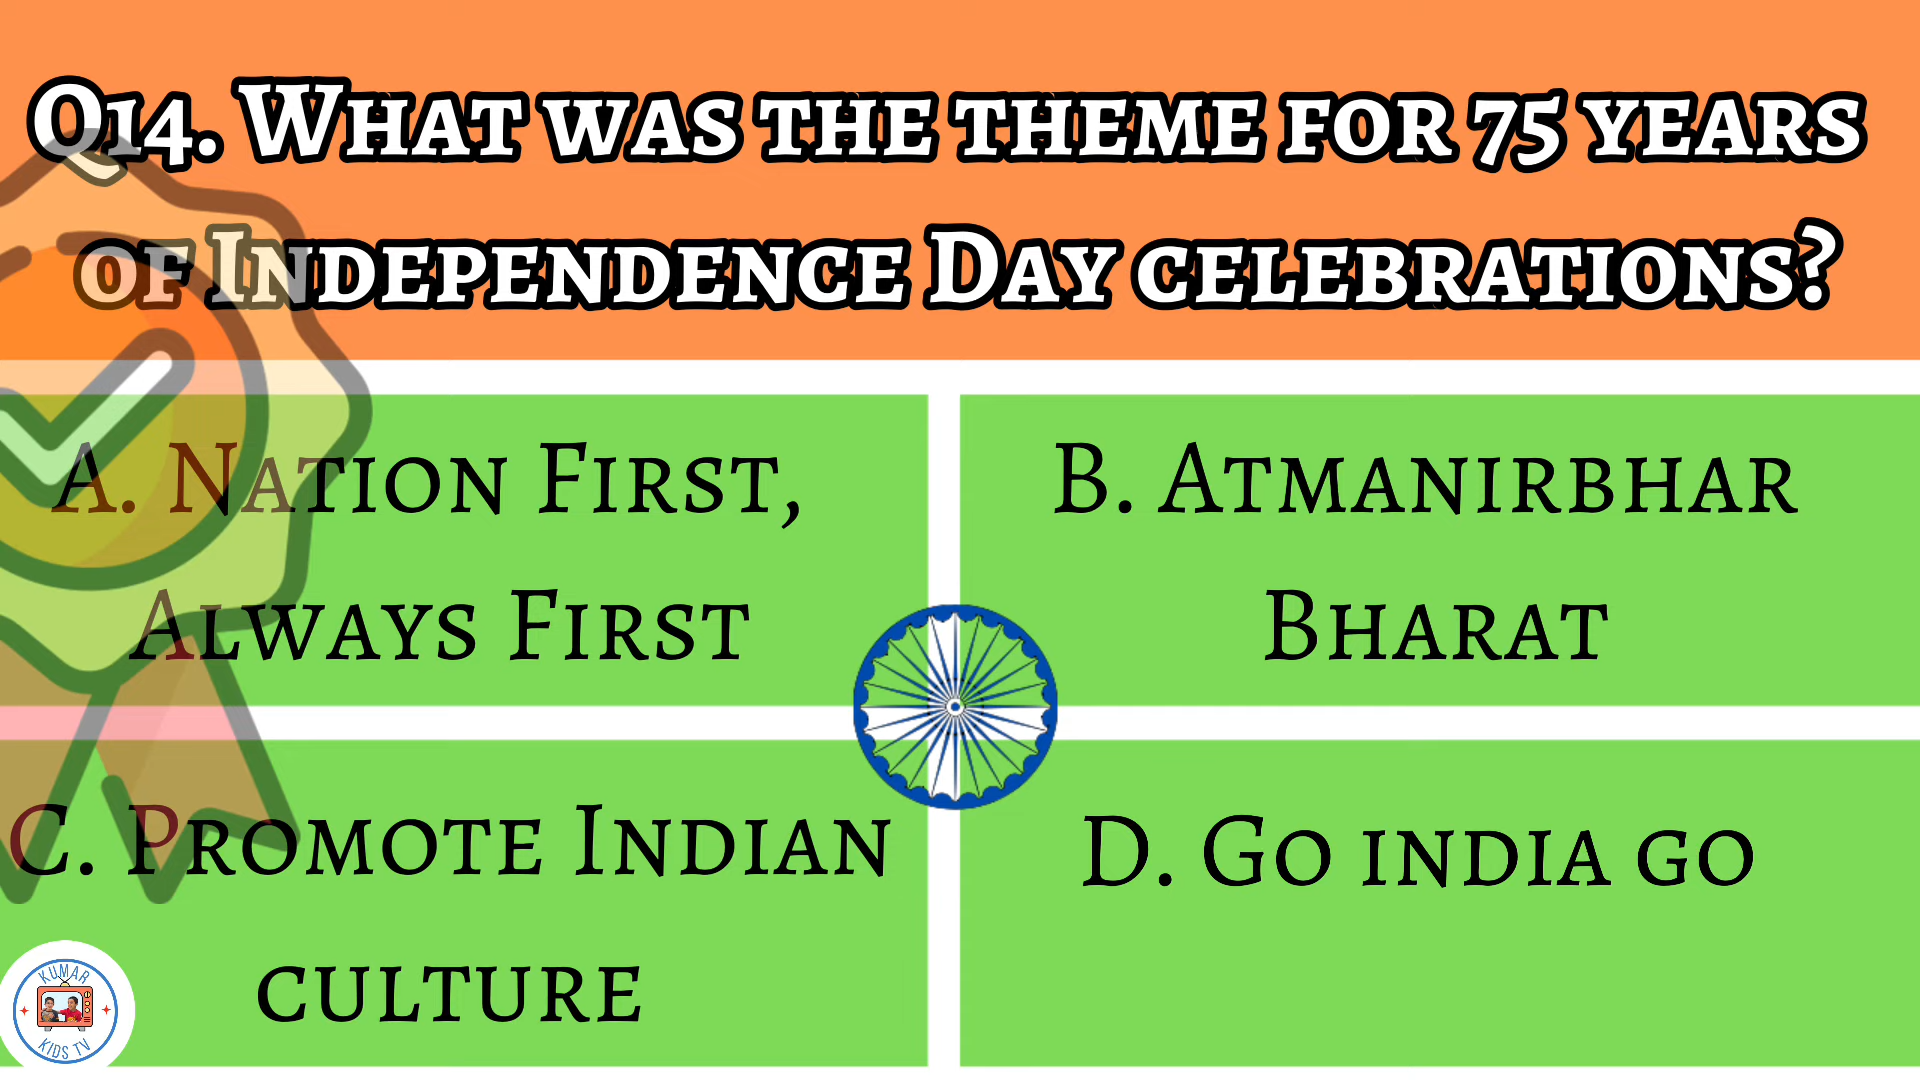 Q14. What was the theme for 75 years
of Independence Day celebrations?
A. Nation First,
Always First
B. Atmanirbhar
Bharat
C. Promote Indian
culture
D. Go india go
KUMAR
KIDS TV